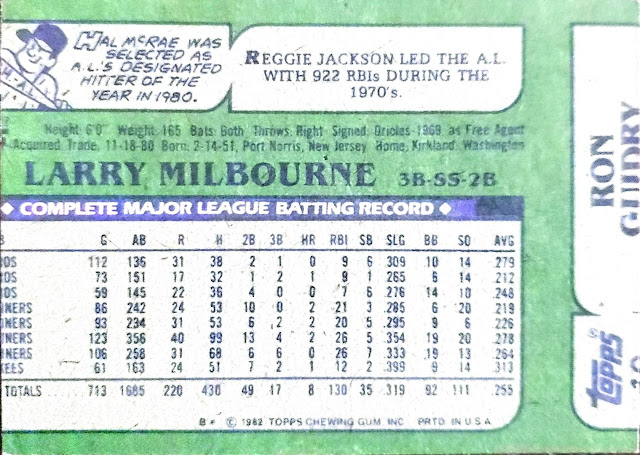 HAL MCRAE WAS
SELECTED AS
A.L.'S DESIGNATED
HITTER OF THE
YEAR IN 1980.
REGGIE JACKSON LED THE A.L.
WITH 922 RBIs DURING THE
1970's.
Height: 6'0" Weight: 165 Bats: Both Throws: Right Signed: Orioles-1969 as Free Agent
Acquired: Trade, 11-18-80 Born: 2-14-51, Port Norris, New Jersey Home: Kirkland, Washington
LARRY MILBOURNE 3B-SS-2B
COMPLETE MAJOR LEAGUE BATTING RECORD
B G AB R H 2B 3B HR RBI SB SLG BB SO AVG
ROS 112 136 31 38 2 1 0 9 6 .309 10 14 .279
ROS 73 151 17 32 1 2 1 9 1 .265 6 14 .212
ROS 59 145 22 36 4 0 0 7 6 .276 14 10 .248
INERS 86 242 24 53 10 0 2 21 3 .285 6 20 .219
INERS 93 234 31 53 6 2 2 20 5 .295 9 6 .226
INERS 123 356 40 99 13 4 2 26 5 .354 19 20 .278
INERS 106 258 31 68 6 6 0 26 7 .333 19 13 .264
KEES 61 163 24 51 7 2 1 12 2 .399 9 14 .313
TOTALS 713 1685 220 430 49 17 8 130 35 .319 92 111 .255
B* © 1982 TOPPS CHEWING GUM, INC. PRTD. IN U.S.A.
RON
GUIDRY
topps